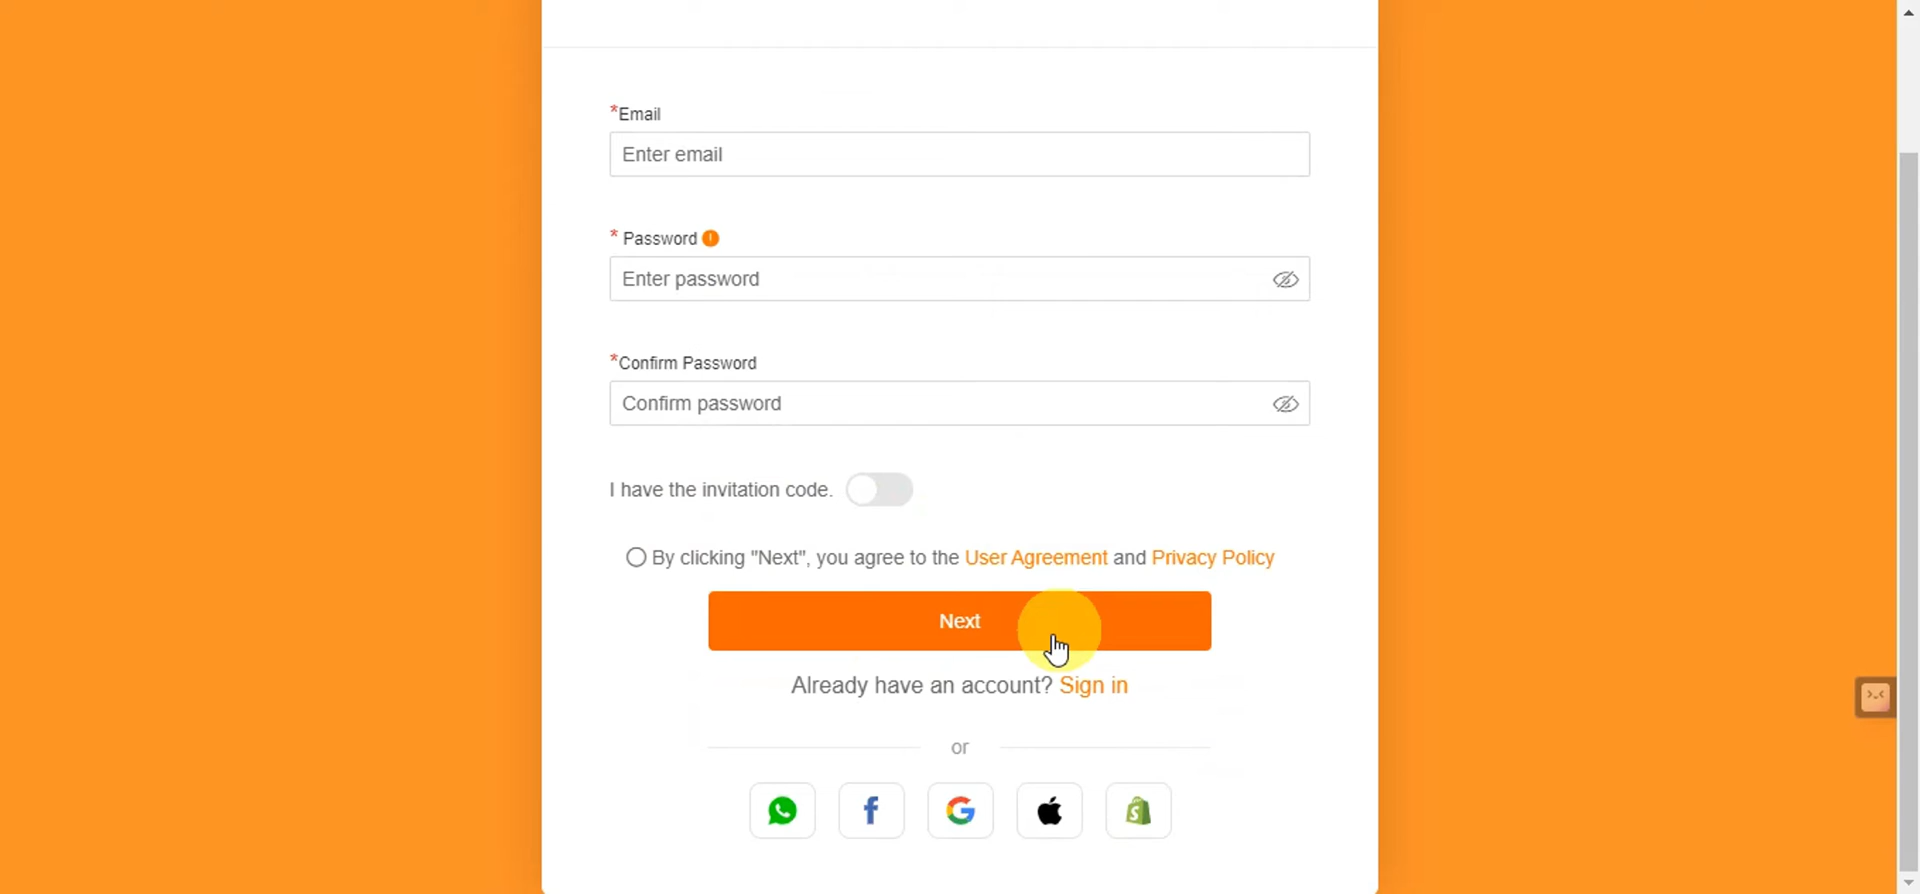 *Email
Enter email
* Password
Enter password
*Confirm Password
Confirm password
I have the invitation code.
By clicking "Next", you agree to the User Agreement and Privacy Policy
Next
Already have an account? Sign in
or